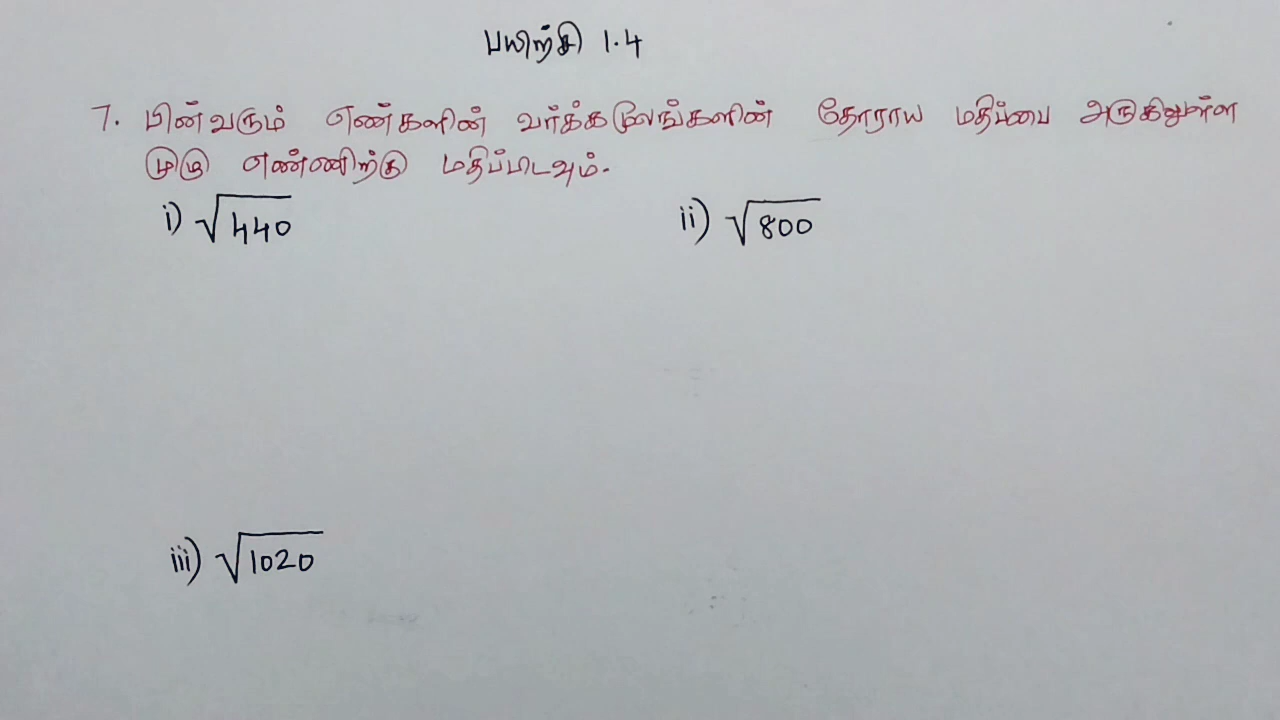 பயிற்சி 1.4
7. பின்வரும் எண்களின் வர்க்கமூலங்களின் தோராய மதிப்பை அருகிலுள்ள
முழு எண்ணிற்கு மதிப்பிடவும்.
i) √440 ii) √800
iii) √1020